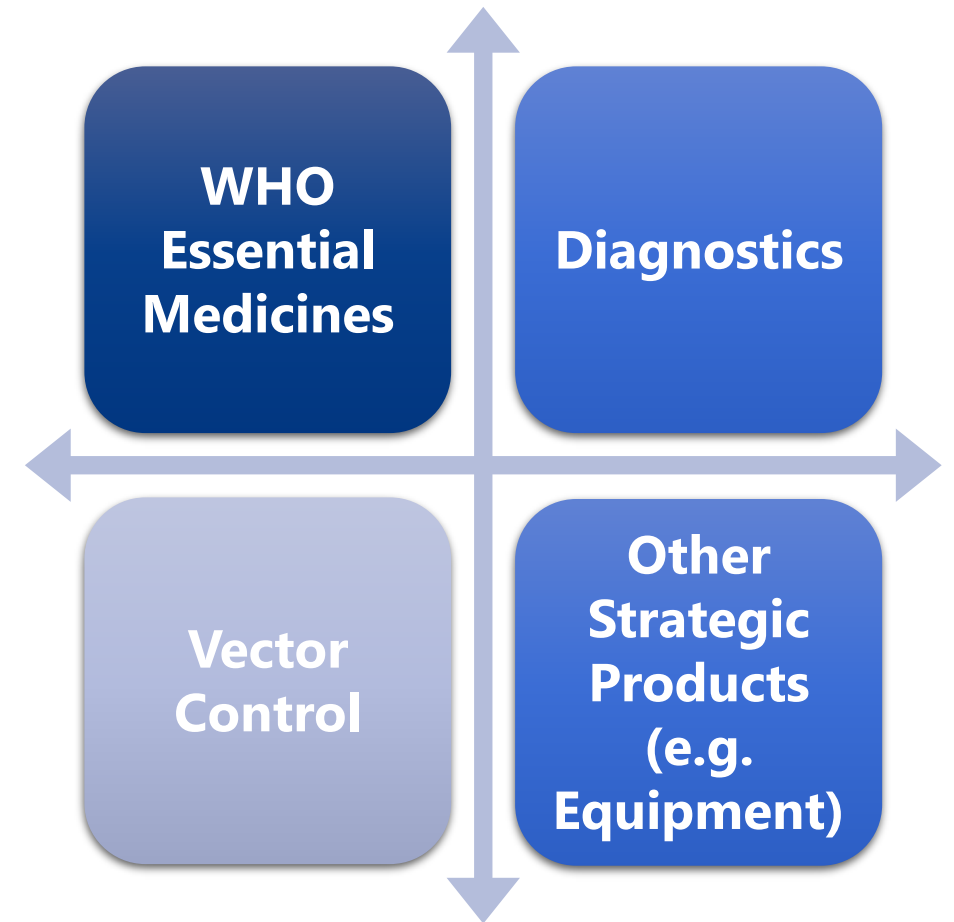 WHO
Essential
Medicines
Diagnostics
Vector
Control
Other
Strategic
Products
(e.g.
Equipment)